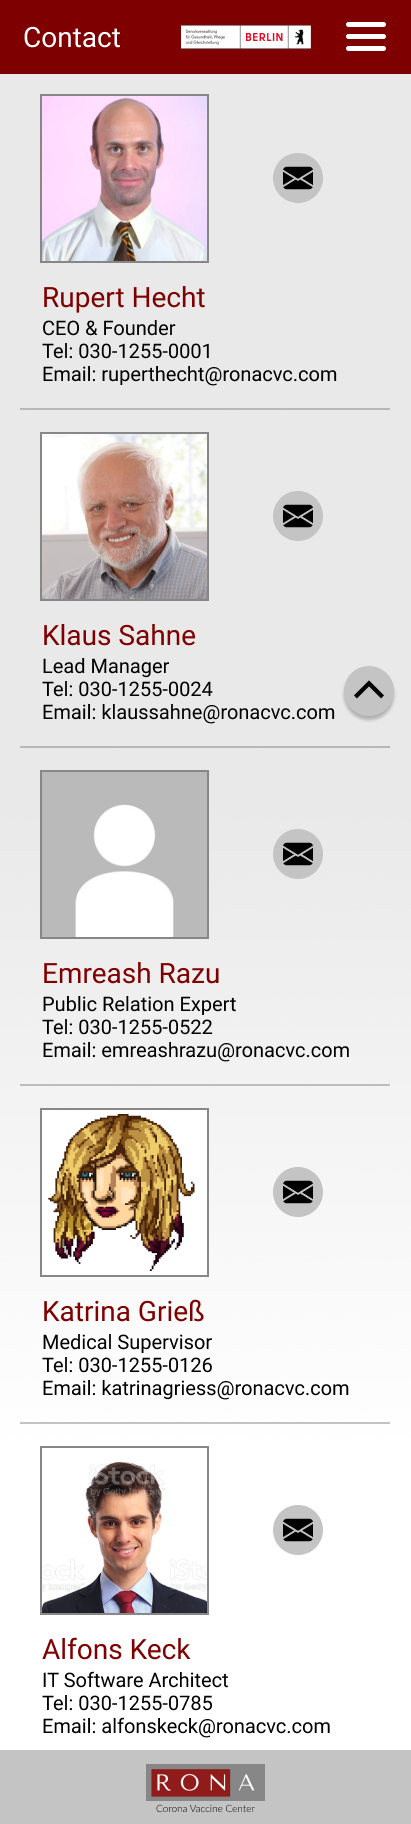 Contact
Senatsverwaltung
für Gesundheit, Pflege
und Gleichstellung
BERLIN
Rupert Hecht
CEO & Founder
Tel: 030-1255-0001
Email: ruperthecht@ronacvc.com
Klaus Sahne
Lead Manager
Tel: 030-1255-0024
Email: klaussahne@ronacvc.com
Emreash Razu
Public Relation Expert
Tel: 030-1255-0522
Email: emreashrazu@ronacvc.com
Katrina Grieß
Medical Supervisor
Tel: 030-1255-0126
Email: katrinagriess@ronacvc.com
iStock
by Getty Images
Alfons Keck
IT Software Architect
Tel: 030-1255-0785
Email: alfonskeck@ronacvc.com
RONA
Corona Vaccine Center